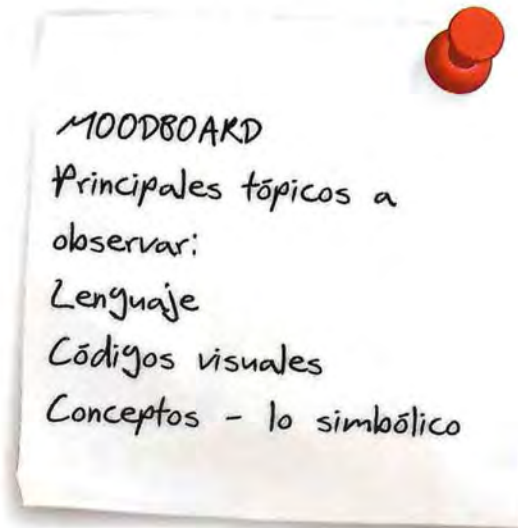 MOODBOARD
Principales tópicos a
observar:
Lenguaje
Códigos visuales
Conceptos - lo simbólico